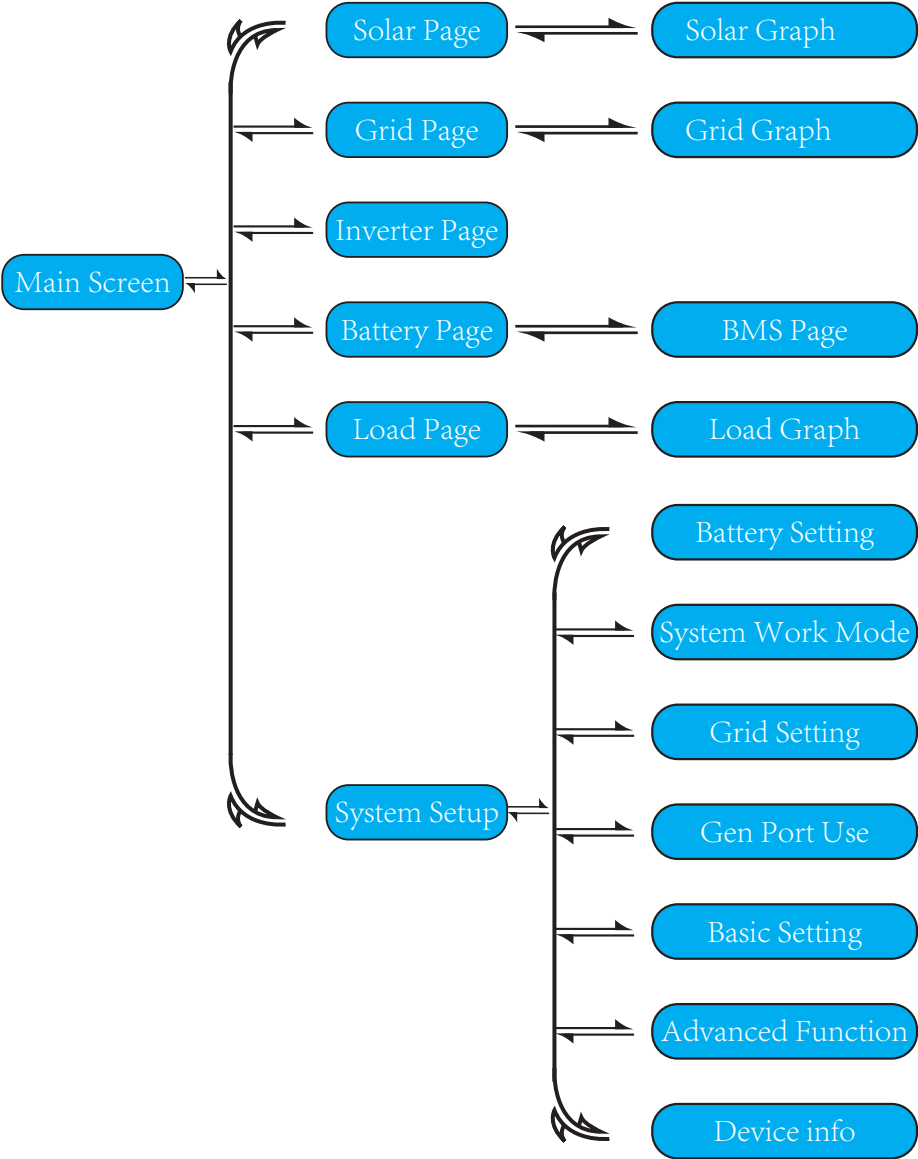 Solar Page
Solar Graph
Grid Page
Grid Graph
Inverter Page
Main Screen
Battery Page
BMS Page
Load Page
Load Graph
Battery Setting
System Work Mode
Grid Setting
System Setup
Gen Port Use
Basic Setting
Advanced Function
Device info